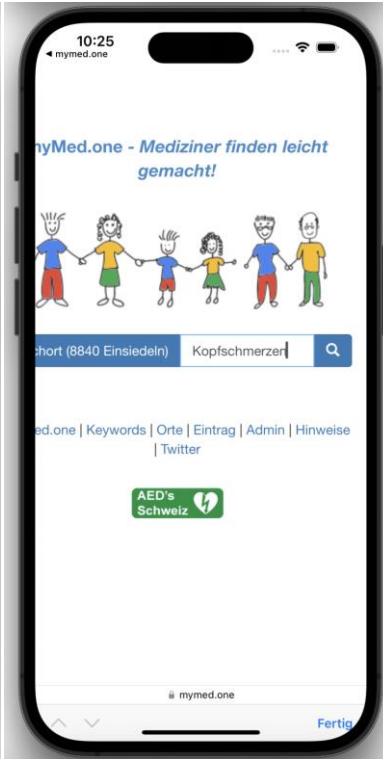 10:25
◀ mymed.one
nyMed.one - Mediziner finden leicht
gemacht!
chort (8840 Einsiedeln) Kopfschmerzen
ed.one | Keywords | Orte | Eintrag | Admin | Hinweise
| Twitter
AED's
Schweiz
mymed.one
Fertig